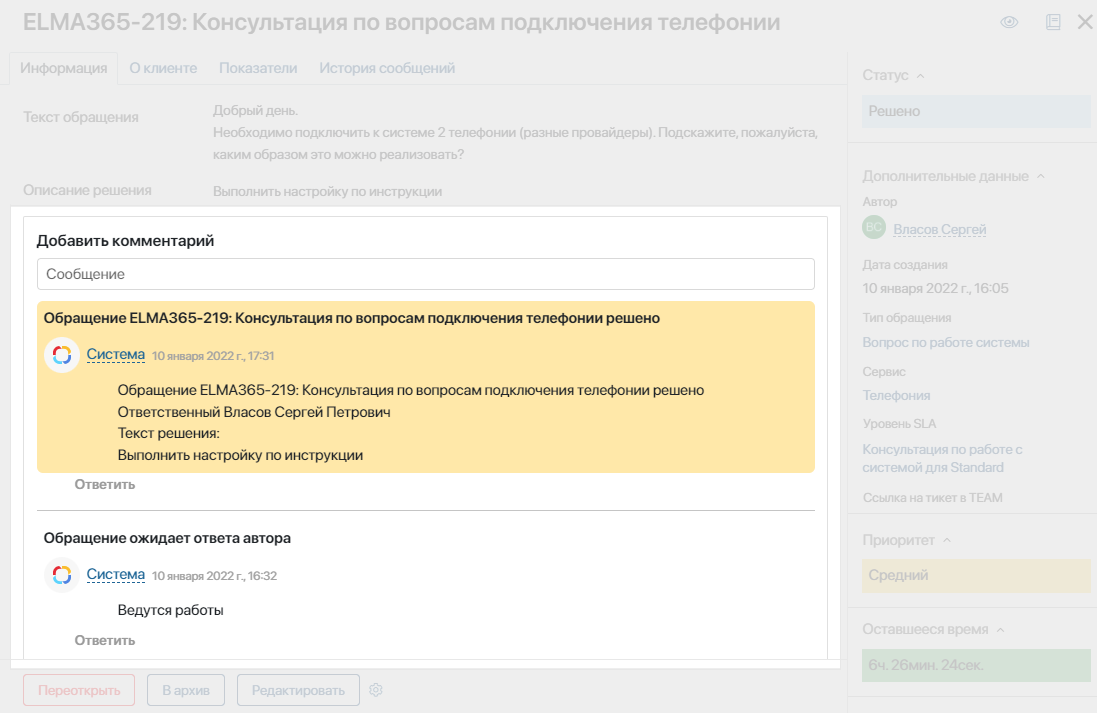 ELMA365-219: Консультация по вопросам подключения телефонии
Информация
О клиенте
Показатели
История сообщений
Текст обращения
Добрый день.
Необходимо подключить к системе 2 телефонии (разные провайдеры). Подскажите, пожалуйста,
каким образом это можно реализовать?
Описание решения
Выполнить настройку по инструкции
Добавить комментарий
Сообщение
Обращение ELMA365-219: Консультация по вопросам подключения телефонии решено
Система 10 января 2022 г., 17:31
Обращение ELMA365-219: Консультация по вопросам подключения телефонии решено
Ответственный Власов Сергей Петрович
Текст решения:
Выполнить настройку по инструкции
Ответить
Обращение ожидает ответа автора
Система 10 января 2022 г., 16:32
Ведутся работы
Ответить
Переоткрыть
В архив
Редактировать
Статус
Решено
Дополнительные данные
Автор
ВС Власов Сергей
Дата создания
10 января 2022 г., 16:05
Тип обращения
Вопрос по работе системы
Сервис
Телефония
Уровень SLA
Консультация по работе с
системой для Standard
Ссылка на тикет в TEAM
Приоритет
Средний
Оставшееся время
6ч. 26мин. 24сек.